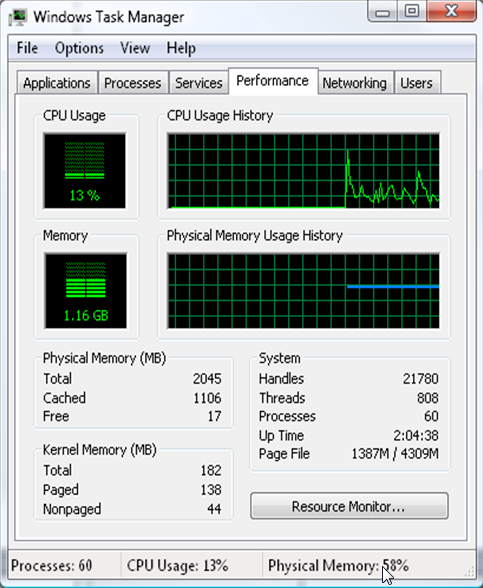 Windows Task Manager
File Options View Help
Applications Processes Services Performance Networking Users
CPU Usage
13 %
CPU Usage History
Memory
1.16 GB
Physical Memory Usage History
Physical Memory (MB)
Total 2045
Cached 1106
Free 17
System
Handles 21780
Threads 808
Processes 60
Up Time 2:04:38
Page File 1387M / 4309M
Kernel Memory (MB)
Total 182
Paged 138
Nonpaged 44
Resource Monitor...
Processes: 60 CPU Usage: 13% Physical Memory: 58%